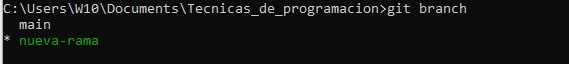 C:\Users\W10\Documents\Tecnicas_de_programacion>git branch
  main
* nueva-rama